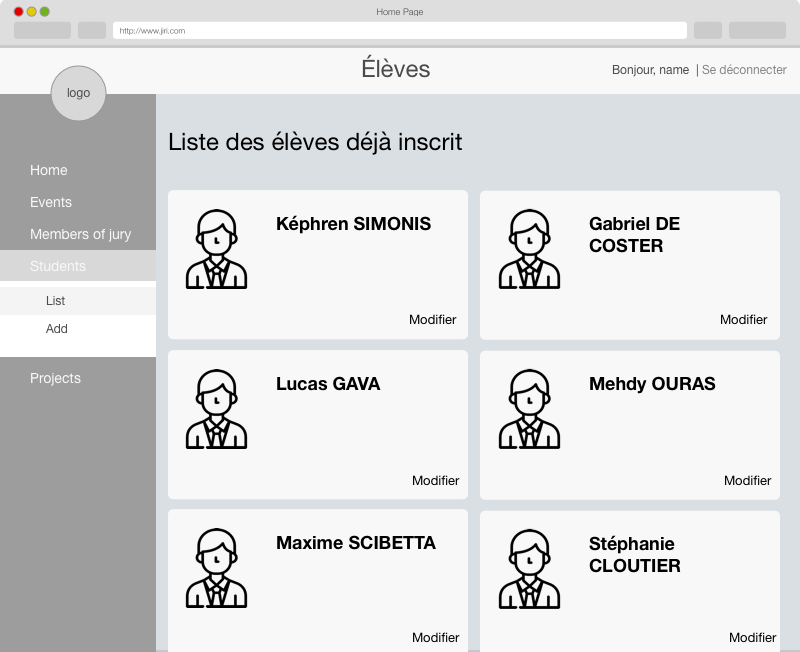 Home Page
http://www.jiri.com
logo
Élèves
Bonjour, name | Se déconnecter
Home
Events
Members of jury
Students
List
Add
Projects
Liste des élèves déjà inscrit
Képhren SIMONIS
Modifier
Gabriel DE
COSTER
Modifier
Lucas GAVA
Modifier
Mehdy OURAS
Modifier
Maxime SCIBETTA
Modifier
Stéphanie
CLOUTIER
Modifier